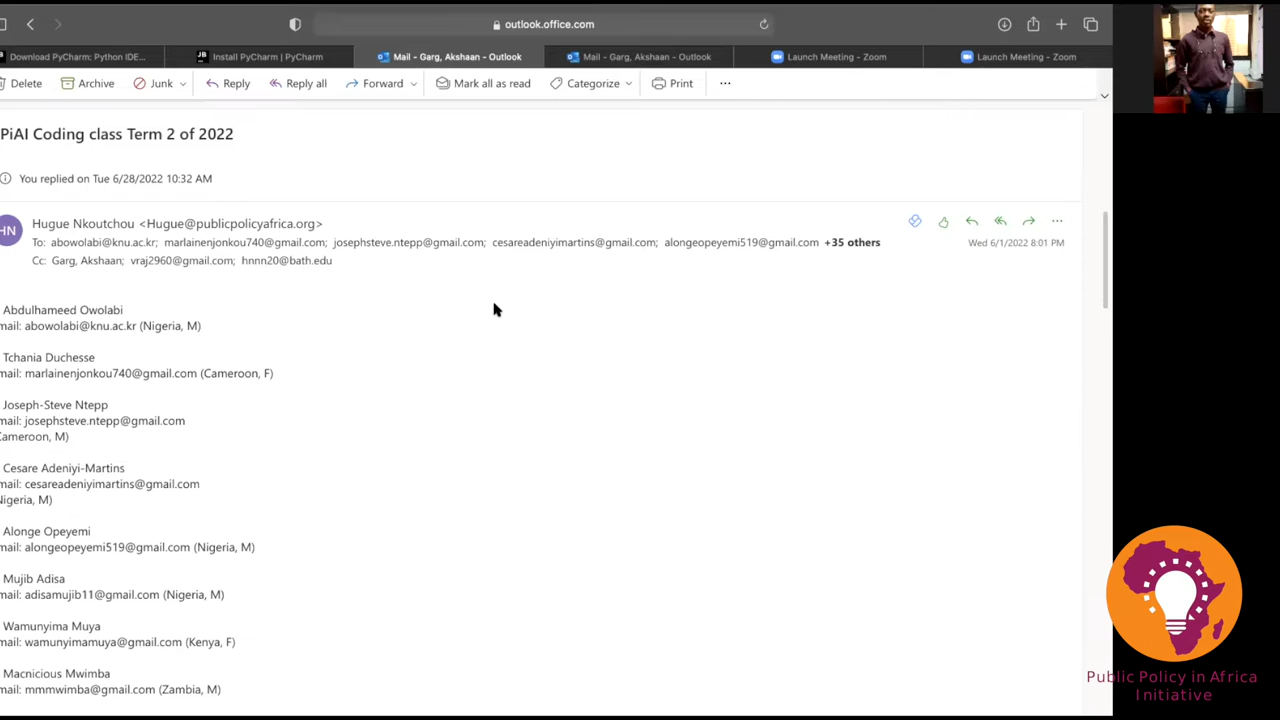 outlook.office.com
Download PyCharm: Python IDE...
Install PyCharm | PyCharm
Mail - Garg, Akshaan - Outlook
Mail - Garg, Akshaan - Outlook
Launch Meeting - Zoom
Launch Meeting - Zoom
Delete Archive Junk Reply Reply all Forward Mark all as read Categorize Print ...
PiAI Coding class Term 2 of 2022
You replied on Tue 6/28/2022 10:32 AM
HN
Hugue Nkoutchou <Hugue@publicpolicyafrica.org>
To: abowolabi@knu.ac.kr; marlainenjonkou740@gmail.com; josephsteve.ntepp@gmail.com; cesareadeniyimartins@gmail.com; alongeopeyemi519@gmail.com +35 others
Wed 6/1/2022 8:01 PM
Cc: Garg, Akshaan; vraj2960@gmail.com; hnnn20@bath.edu
Abdulhameed Owolabi
mail: abowolabi@knu.ac.kr (Nigeria, M)
Tchania Duchesse
mail: marlainenjonkou740@gmail.com (Cameroon, F)
Joseph-Steve Ntepp
mail: josephsteve.ntepp@gmail.com
Cameroon, M)
Cesare Adeniyi-Martins
mail: cesareadeniyimartins@gmail.com
Nigeria, M)
Alonge Opeyemi
mail: alongeopeyemi519@gmail.com (Nigeria, M)
Mujib Adisa
mail: adisamujib11@gmail.com (Nigeria, M)
Wamunyima Muya
mail: wamunyimamuya@gmail.com (Kenya, F)
Macnicious Mwimba
mail: mmmwimba@gmail.com (Zambia, M)
Public Policy in Africa
Initiative